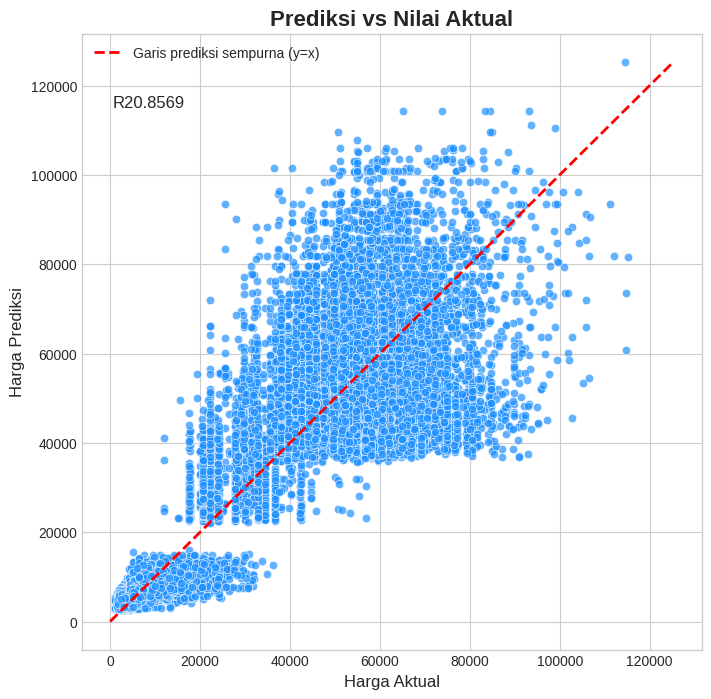 Prediksi vs Nilai Aktual
Garis prediksi sempurna (y=x)
R20.8569
120000
100000
80000
60000
40000
20000
0
Harga Prediksi
0 20000 40000 60000 80000 100000 120000
Harga Aktual